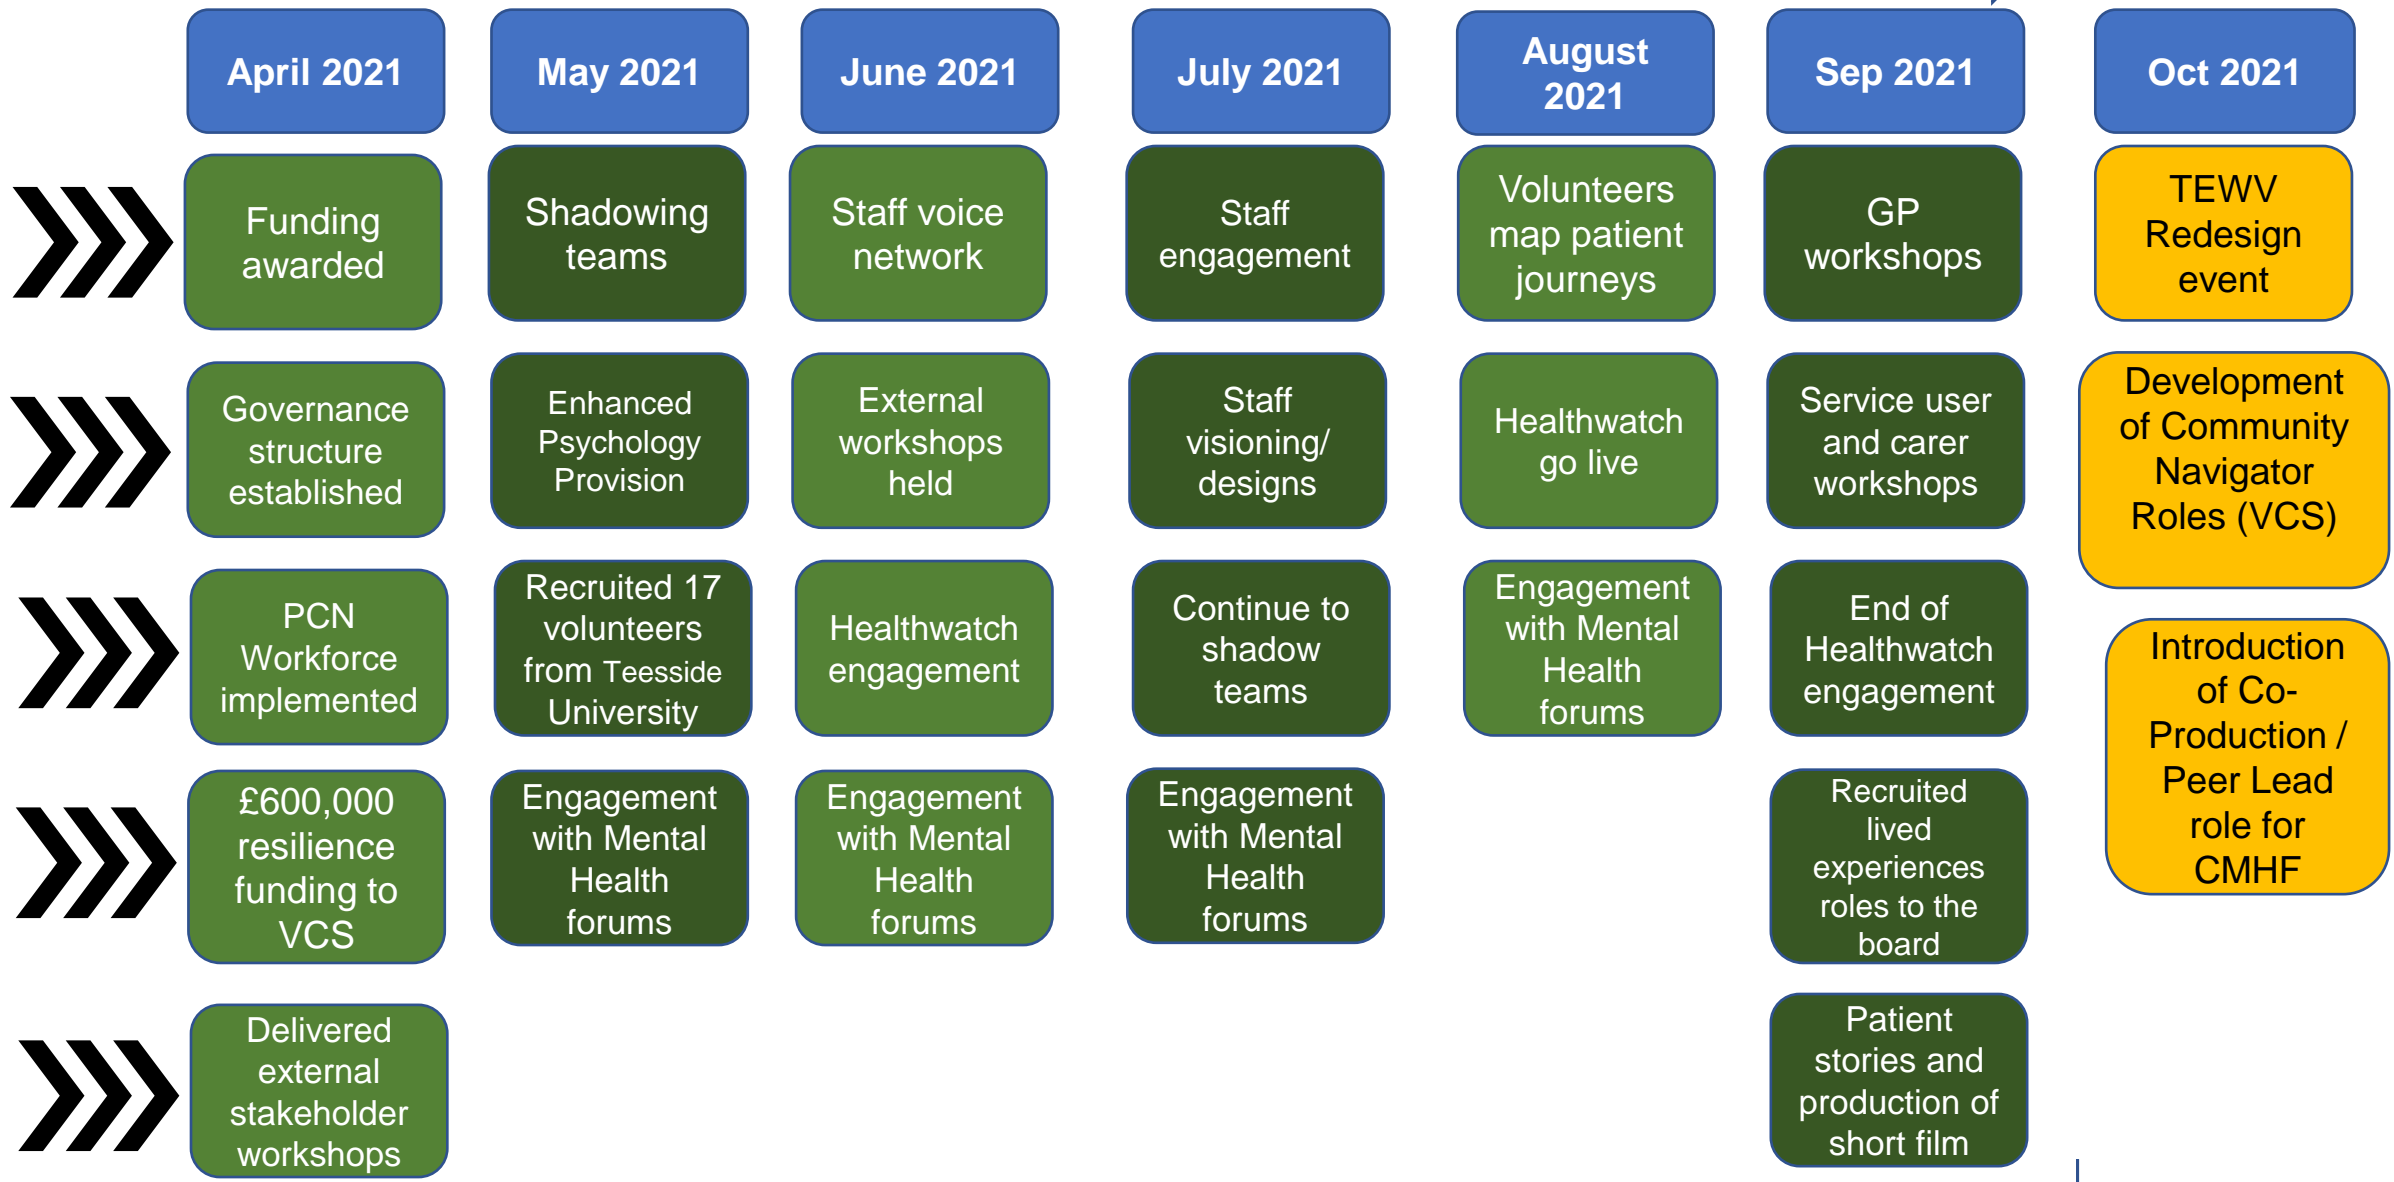 April 2021
May 2021
June 2021
July 2021
August
2021
Sep 2021
Oct 2021
Funding
awarded
Shadowing
teams
Staff voice
network
Staff
engagement
Volunteers
map patient
journeys
GP
workshops
TEWV
Redesign
event
Governance
structure
established
Enhanced
Psychology
Provision
External
workshops
held
Staff
visioning/
designs
Healthwatch
go live
Service user
and carer
workshops
Development
of Community
Navigator
Roles (VCS)
PCN
Workforce
implemented
Recruited 17
volunteers
from Teesside
University
Healthwatch
engagement
Continue to
shadow
teams
Engagement
with Mental
Health
forums
End of
Healthwatch
engagement
Introduction
of Co-
Production /
Peer Lead
role for
CMHF
£600,000
resilience
funding to
VCS
Engagement
with Mental
Health
forums
Engagement
with Mental
Health
forums
Engagement
with Mental
Health
forums
Recruited
lived
experiences
roles to the
board
Delivered
external
stakeholder
workshops
Patient
stories and
production of
short film